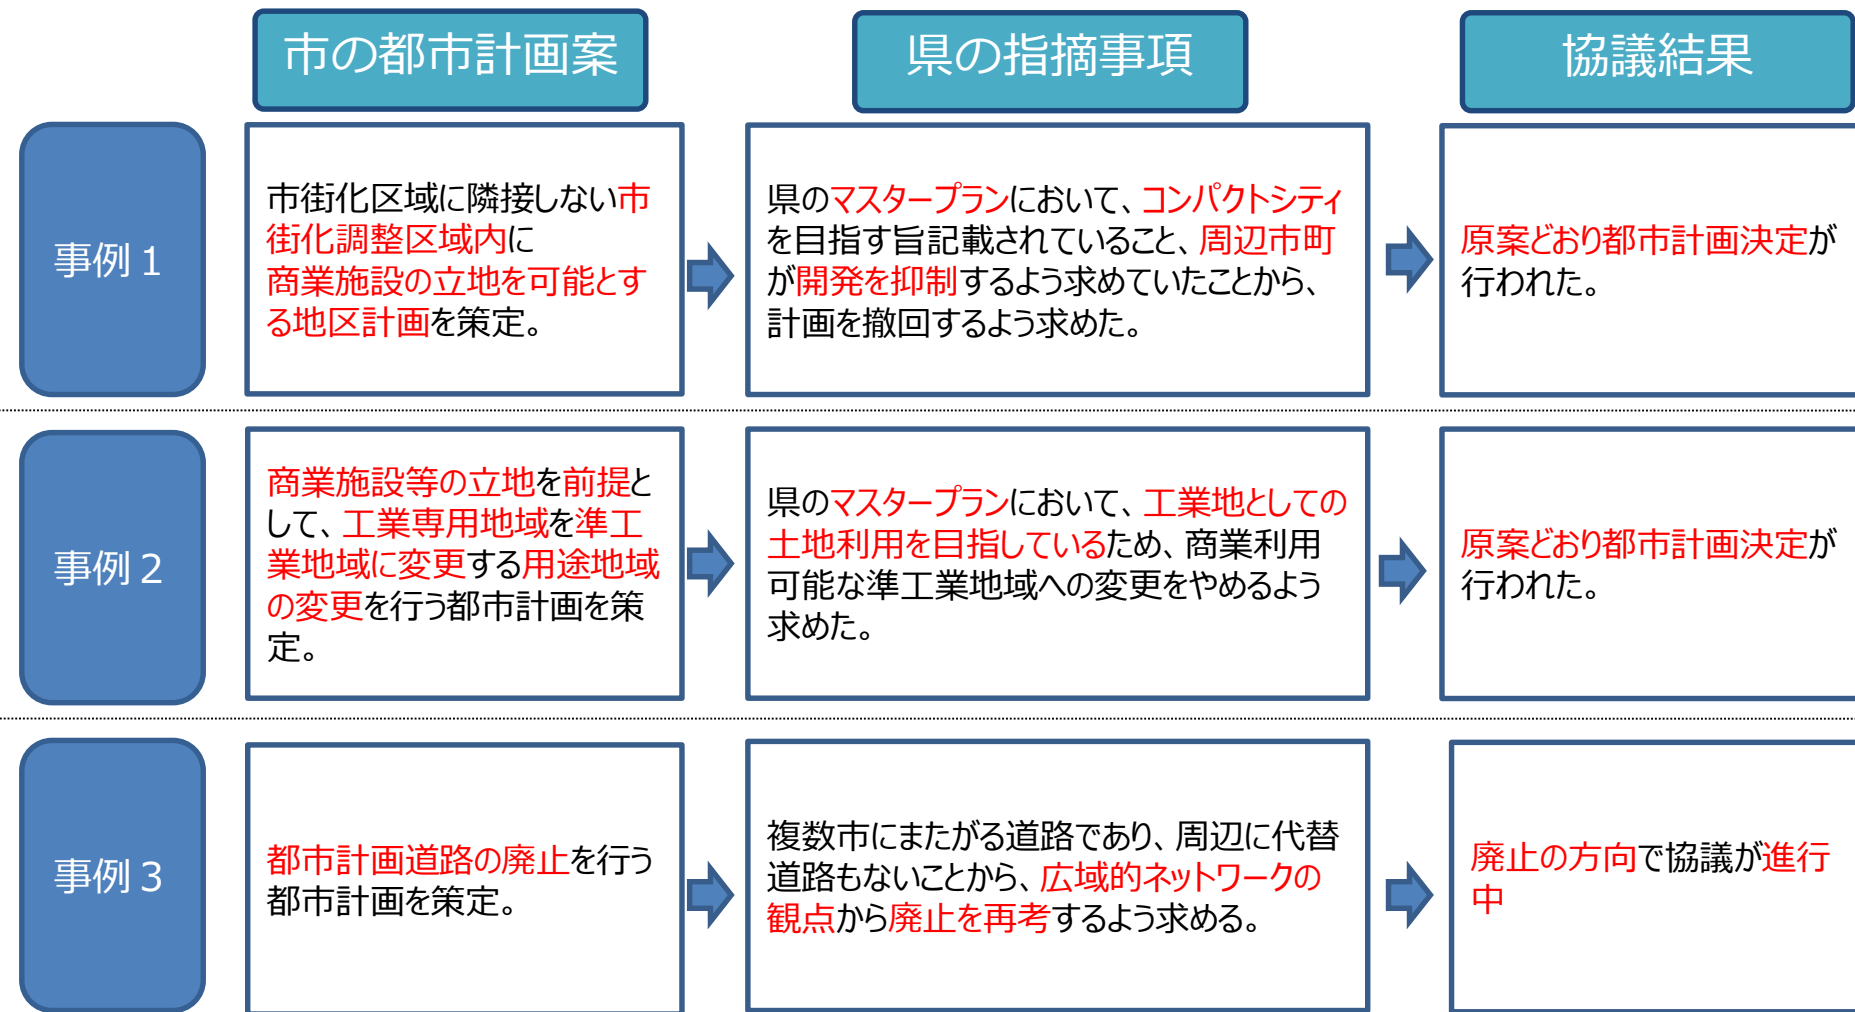 市の都市計画案
県の指摘事項
協議結果
事例１
市街化区域に隣接しない市
街化調整区域内に
商業施設の立地を可能とす
る地区計画を策定。
県のマスタープランにおいて、コンパクトシティ
を目指す旨記載されていること、周辺市町
が開発を抑制するよう求めていたことから、
計画を撤回するよう求めた。
原案どおり都市計画決定が
行われた。
事例２
商業施設等の立地を前提と
して、工業専用地域を準工
業地域に変更する用途地域
の変更を行う都市計画を策
定。
県のマスタープランにおいて、工業地としての
土地利用を目指しているため、商業利用
可能な準工業地域への変更をやめるよう
求めた。
原案どおり都市計画決定が
行われた。
事例３
都市計画道路の廃止を行う
都市計画を策定。
複数市にまたがる道路であり、周辺に代替
道路もないことから、広域的ネットワークの
観点から廃止を再考するよう求める。
廃止の方向で協議が進行
中